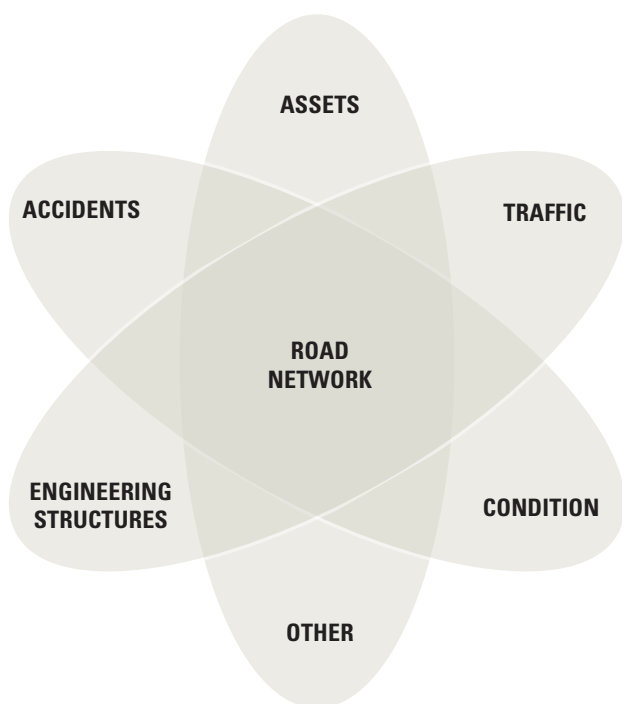 ASSETS
ACCIDENTS
TRAFFIC
ROAD
NETWORK
ENGINEERING
STRUCTURES
CONDITION
OTHER